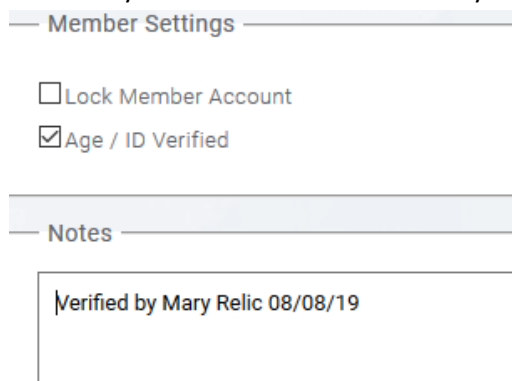 Member Settings
Lock Member Account
Age / ID Verified
Notes
Verified by Mary Relic 08/08/19